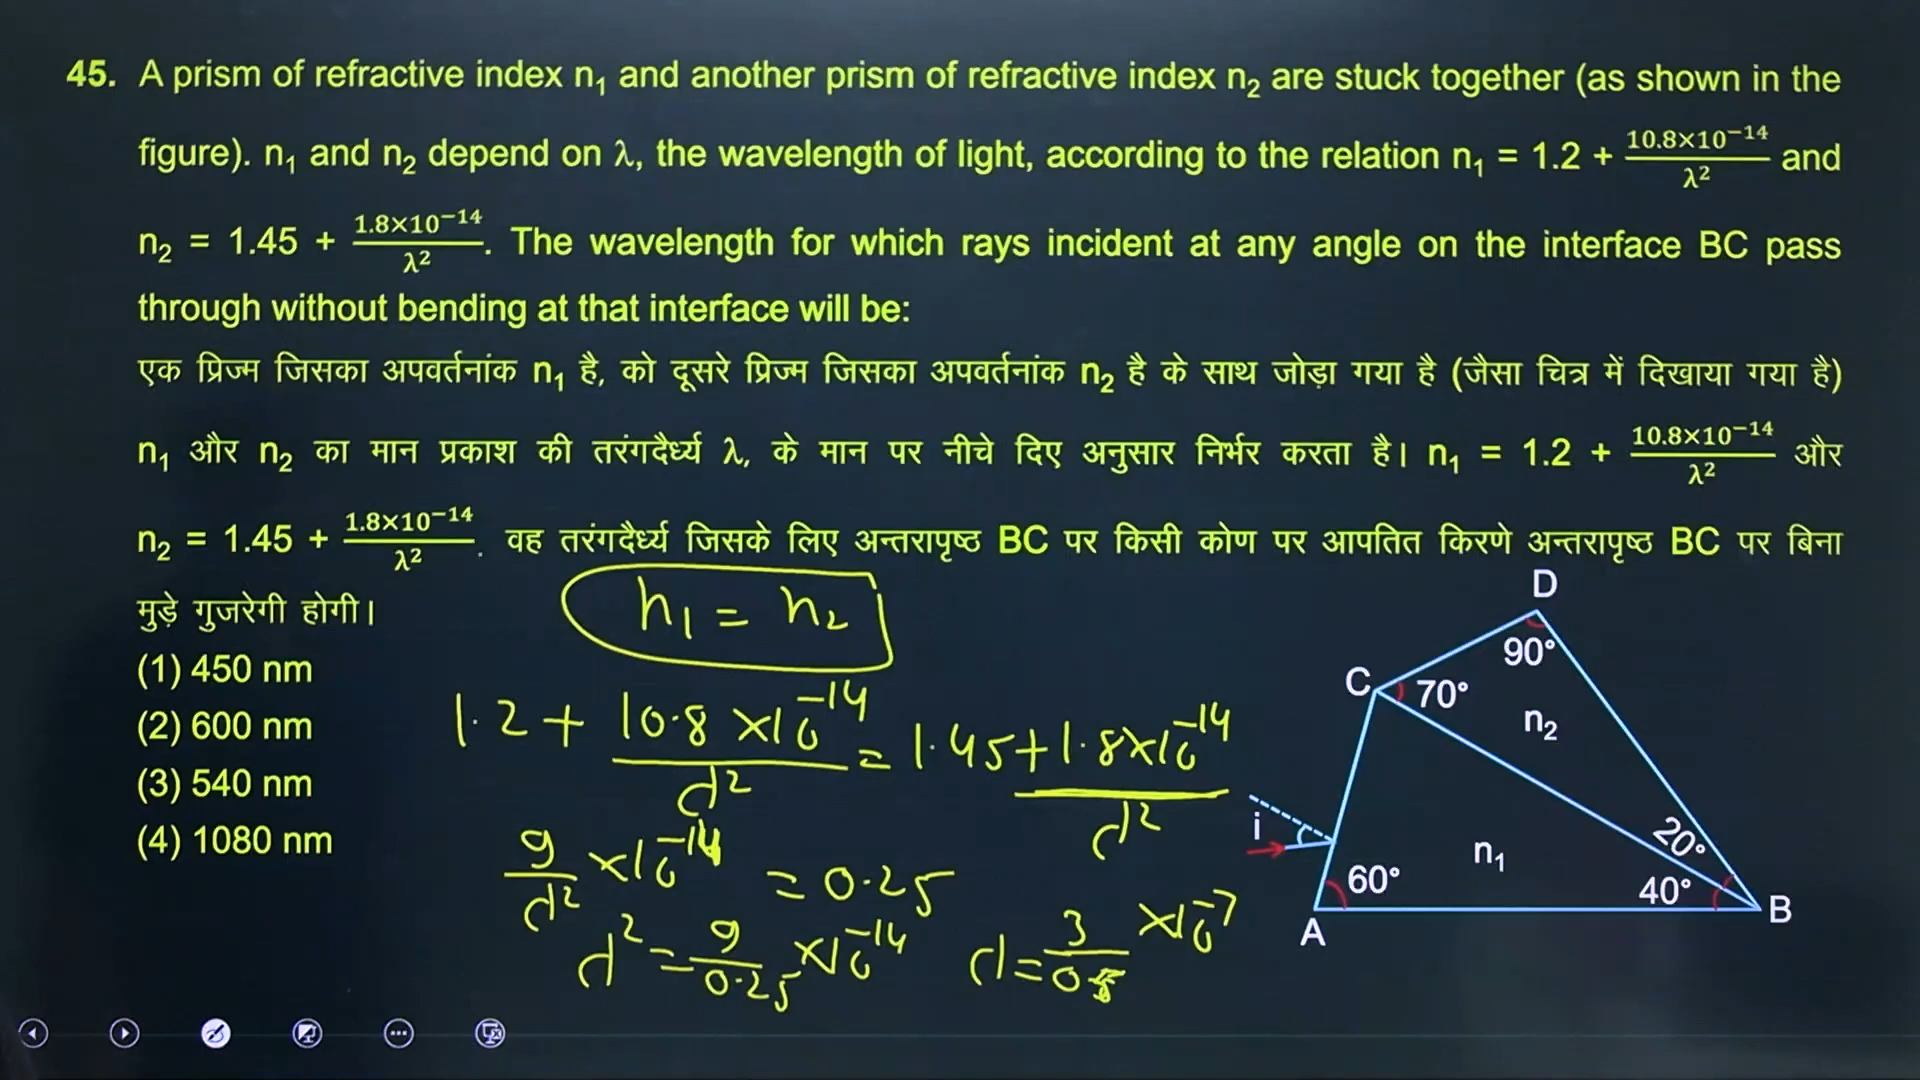 45. A prism of refractive index n₁ and another prism of refractive index n₂ are stuck together (as shown in the
figure). n₁ and n₂ depend on λ, the wavelength of light, according to the relation n₁ = 1.2 + (10.8×10⁻¹⁴)/λ² and
n₂ = 1.45 + (1.8×10⁻¹⁴)/λ². The wavelength for which rays incident at any angle on the interface BC pass
through without bending at that interface will be:
एक प्रिज्म जिसका अपवर्तनांक n₁ है, को दूसरे प्रिज्म जिसका अपवर्तनांक n₂ है के साथ जोड़ा गया है (जैसा चित्र में दिखाया गया है)
n₁ और n₂ का मान प्रकाश की तरंगदैर्ध्य λ, के मान पर नीचे दिए अनुसार निर्भर करता है। n₁ = 1.2 + (10.8×10⁻¹⁴)/λ² और
n₂ = 1.45 + (1.8×10⁻¹⁴)/λ². वह तरंगदैर्ध्य जिसके लिए अन्तरापृष्ठ BC पर किसी कोण पर आपतित किरणे अन्तरापृष्ठ BC पर बिना
मुड़े गुजरेगी होगी।
(1) 450 nm
(2) 600 nm
(3) 540 nm
(4) 1080 nm
n₁ = n₂
1.2 + (10.8 × 10⁻¹⁴)/λ² = 1.45 + (1.8×10⁻¹⁴)/λ²
9/λ² × 10⁻¹⁴ = 0.25
λ² = 9/0.25 × 10⁻¹⁴
λ = 3/0.5 × 10⁻⁷
D
90°
C
70°
n₂
i
n₁
20°
60°
40°
A
B